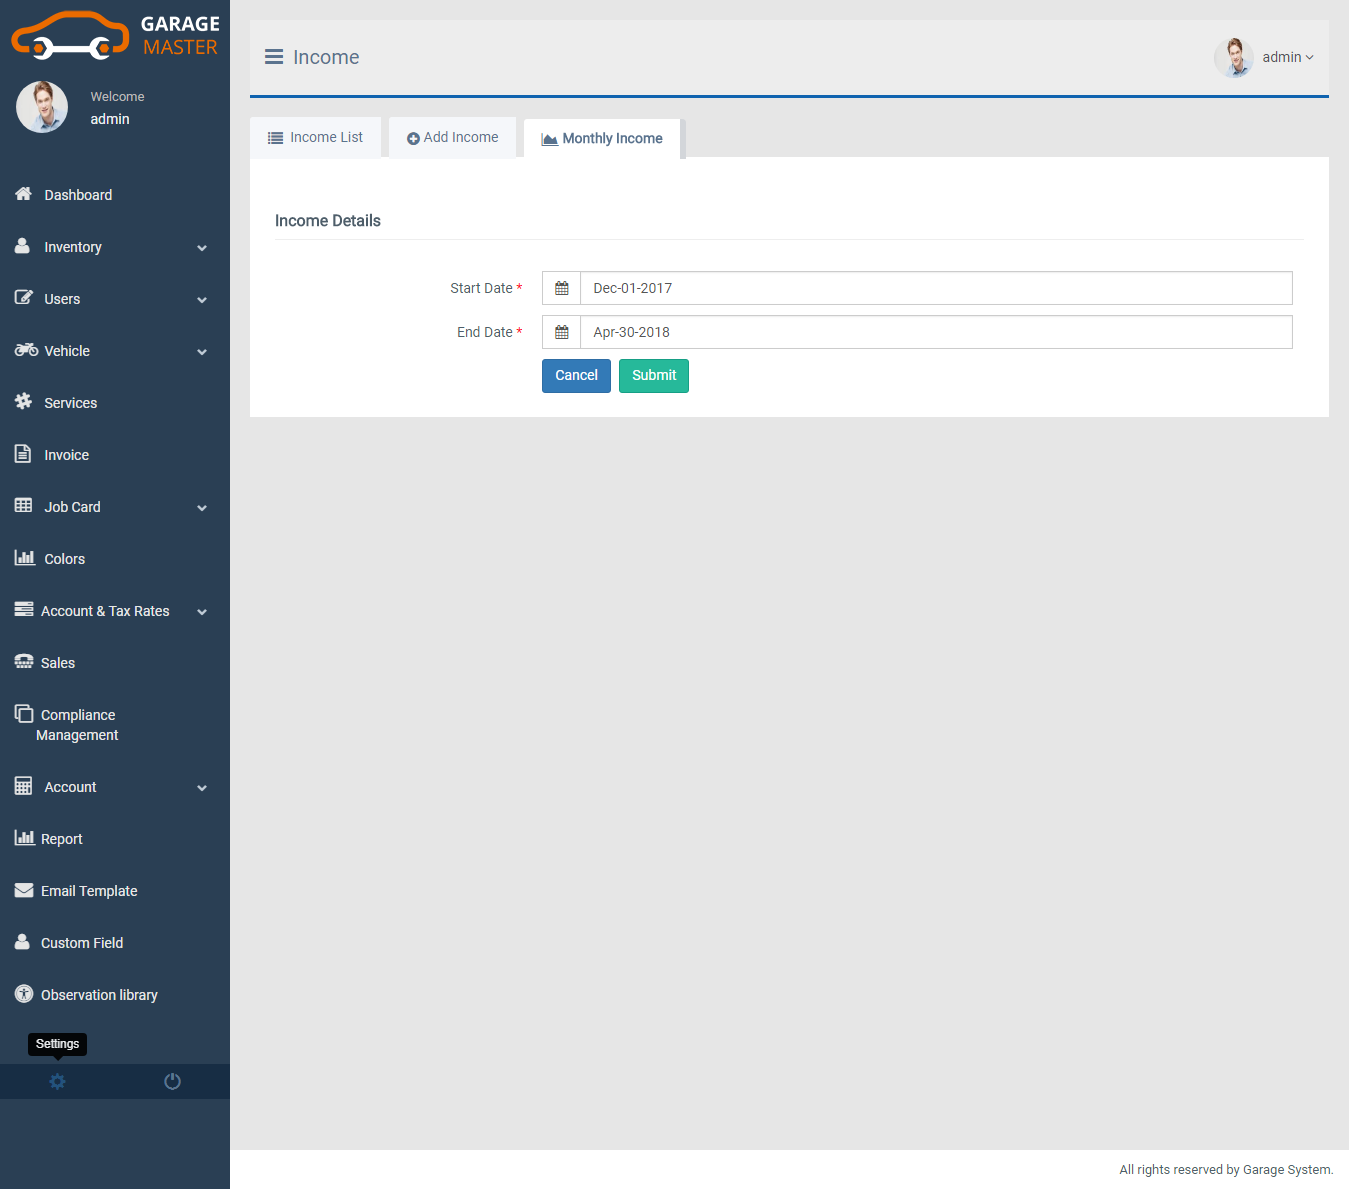 GARAGE
MASTER
Welcome
admin
Dashboard
Inventory
Users
Vehicle
Services
Invoice
Job Card
Colors
Account & Tax Rates
Sales
Compliance
Management
Account
Report
Email Template
Custom Field
Observation library
Settings
Income
admin
Income List
Add Income
Monthly Income
Income Details
Start Date *
Dec-01-2017
End Date *
Apr-30-2018
Cancel
Submit
All rights reserved by Garage System.